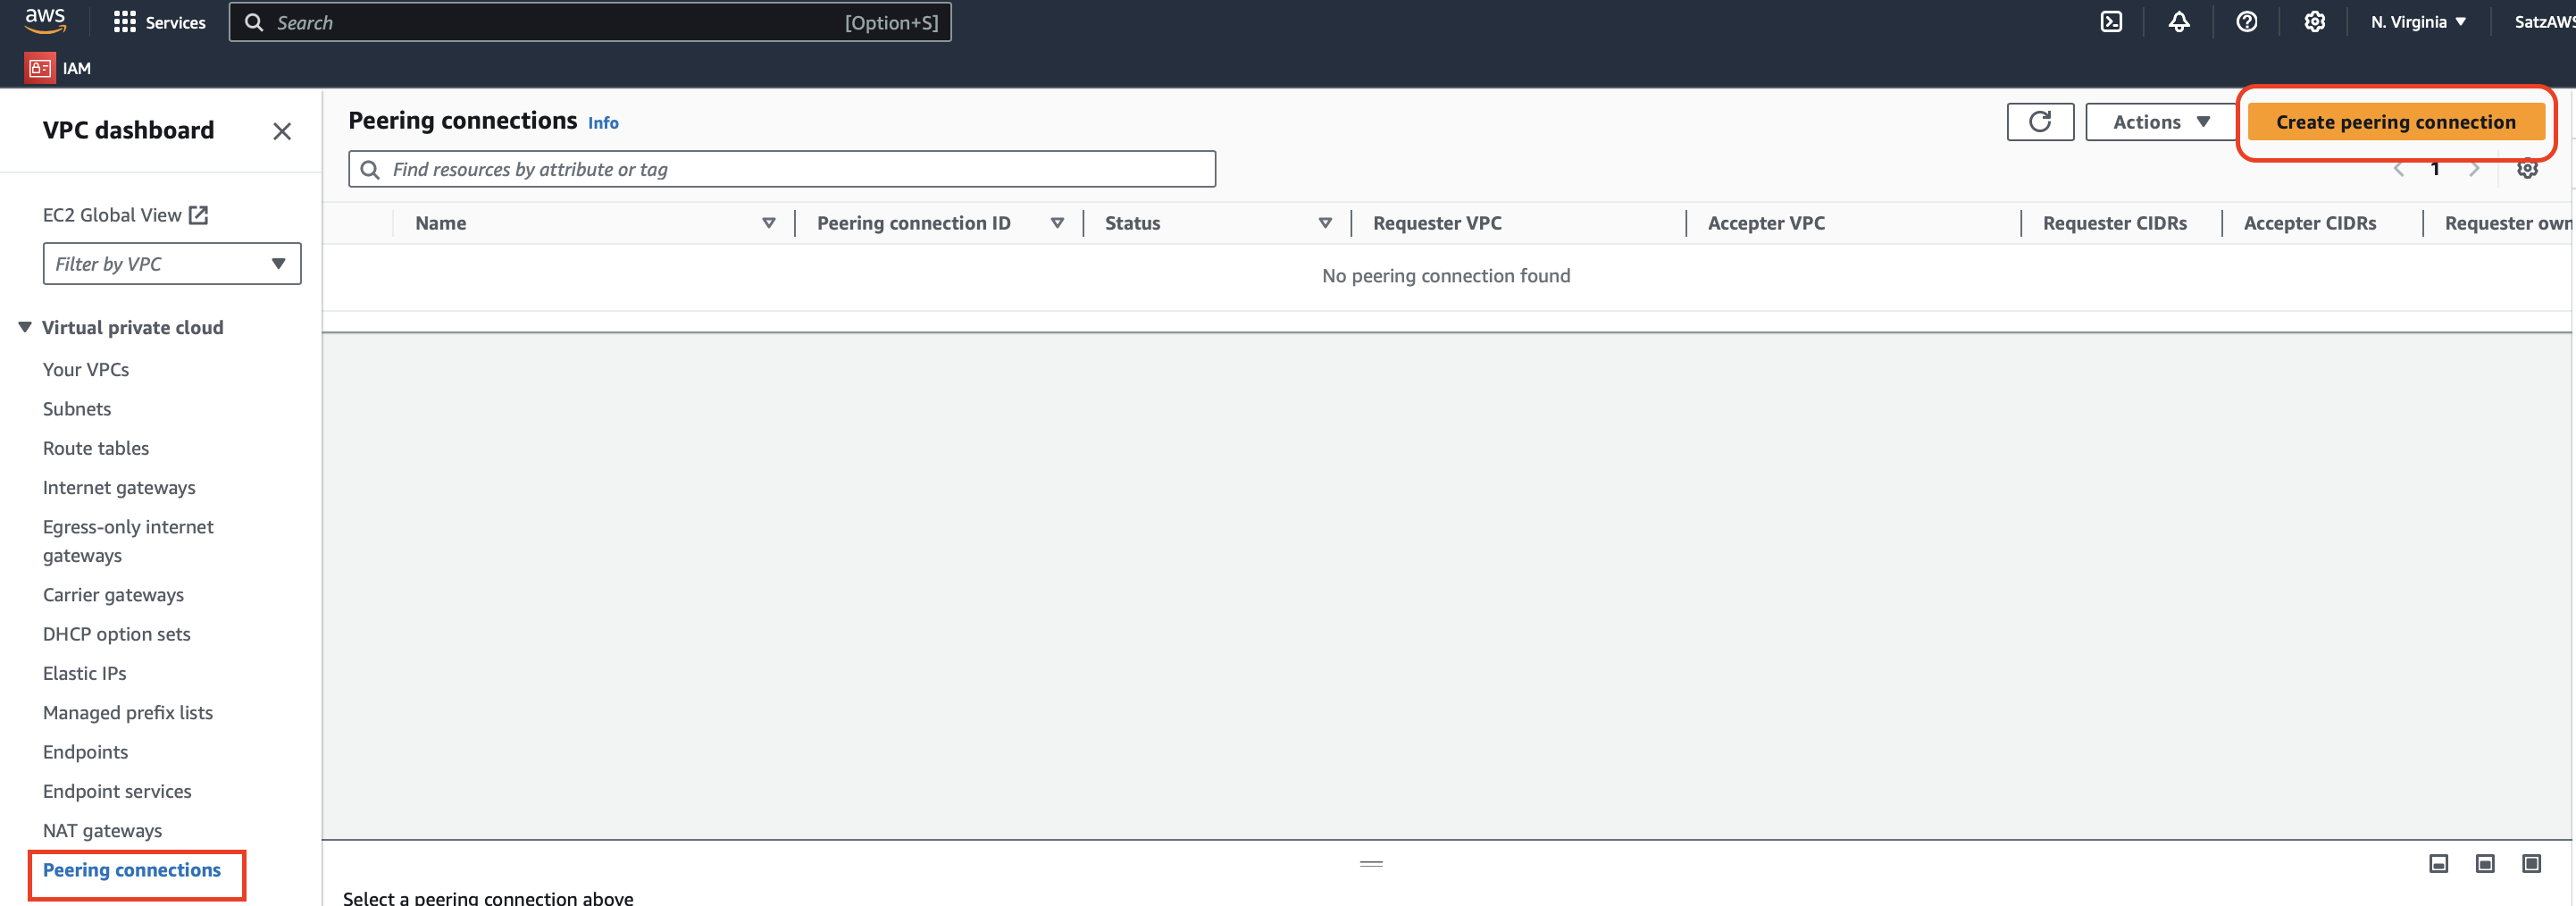 aws
Services
Search [Option+S]
N. Virginia
SatzAWS
IAM
VPC dashboard
EC2 Global View
Filter by VPC
Virtual private cloud
Your VPCs
Subnets
Route tables
Internet gateways
Egress-only internet
gateways
Carrier gateways
DHCP option sets
Elastic IPs
Managed prefix lists
Endpoints
Endpoint services
NAT gateways
Peering connections
Peering connections Info
Actions
Create peering connection
Find resources by attribute or tag
1
Name Peering connection ID Status Requester VPC Accepter VPC Requester CIDRs Accepter CIDRs Requester own
No peering connection found
Select a peering connection above